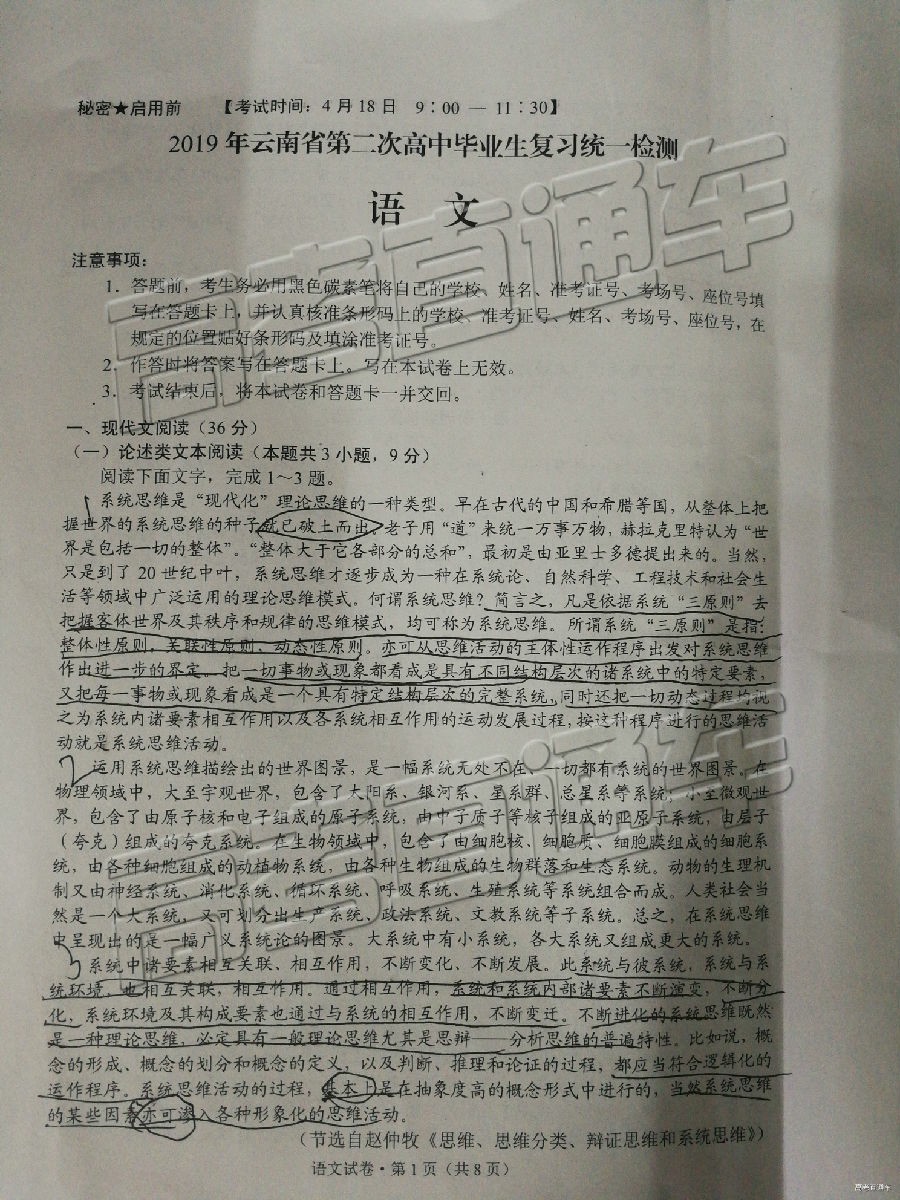 秘密★启用前 【考试时间：4月18日 9：00 — 11：30】
2019年云南省第二次高中毕业生复习统一检测
语 文
注意事项：
1．答题前，考生务必用黑色碳素笔将自己的学校、姓名、准考证号、考场号、座位号填
写在答题卡上，并认真核准条形码上的学校、准考证号、姓名、考场号、座位号，在
规定的位置贴好条形码及填涂准考证号。
2．作答时将答案写在答题卡上。写在本试卷上无效。
3．考试结束后，将本试卷和答题卡一并交回。
一、现代文阅读（36分）
（一）论述类文本阅读（本题共3小题，9分）
阅读下面文字，完成1～3题。
系统思维是“现代化”理论思维的一种类型。早在古代的中国和希腊等国，从整体上把
握世界的系统思维的种子就已破土而出。老子用“道”来统一万事万物，赫拉克里特认为“世
界是包括一切的整体”。“整体大于它各部分的总和”，最初是由亚里士多德提出来的。当然，
只是到了20世纪中叶，系统思维才逐步成为一种在系统论、自然科学、工程技术和社会生
活等领域中广泛运用的理论思维模式。何谓系统思维？简言之，凡是依据系统“三原则”去
把握客体世界及其秩序和规律的思维模式，均可称为系统思维。所谓系统“三原则”是指：
整体性原则、关联性原则、动态性原则。亦可从思维活动的主体性运作程序出发对系统思维
作出进一步的界定。把一切事物或现象都看成是具有不同结构层次的诸系统中的特定要素，
又把每一事物或现象看成是一个具有特定结构层次的完整系统，同时还把一切动态过程均视
之为系统内诸要素相互作用以及各系统相互作用的运动发展过程，按这种程序进行的思维活
动就是系统思维活动。
运用系统思维描绘出的世界图景，是一幅系统无处不在、一切都有系统的世界图景。在
物理领域中，大至宇观世界，包含了太阳系、银河系、星系群、总星系等系统；小至微观世
界，包含了由原子核和电子组成的原子系统，由中子质子等核子组成的亚原子系统，由层子
（夸克）组成的夸克系统。在生物领域中，包含了由细胞核、细胞质、细胞膜组成的细胞系
统，由各种细胞组成的动植物系统，由各种生物组成的生物群落和生态系统。动物的生理机
制又由神经系统、消化系统、循环系统、呼吸系统、生殖系统等系统组合而成。人类社会当
然是一个大系统，又可划分出生产系统、政法系统、文教系统等子系统。总之，在系统思维
中呈现出的是一幅广义系统论的图景。大系统中有小系统，各大系统又组成更大的系统。
系统中诸要素相互关联、相互作用，不断变化、不断发展。此系统与彼系统，系统与系
统环境，也相互关联，相互作用。通过相互作用，系统和系统内部诸要素不断演变，不断分
化，系统环境及其构成要素也通过与系统的相互作用，不断变迁。不断进化的系统思维既然
是一种理论思维，必定具有一般理论思维尤其是思辩——分析思维的普遍特性。比如说，概
念的形成、概念的划分和概念的定义，以及判断、推理和论证的过程，都应当符合逻辑化的
运作程序。系统思维活动的过程，基本上是在抽象度高的概念形式中进行的，当然系统思维
的某些因素亦可渗入各种形象化的思维活动。
（节选自赵仲牧《思维、思维分类、辩证思维和系统思维》）
语文试卷·第1页（共8页）
高考直通车
高考直通车
高考直通车